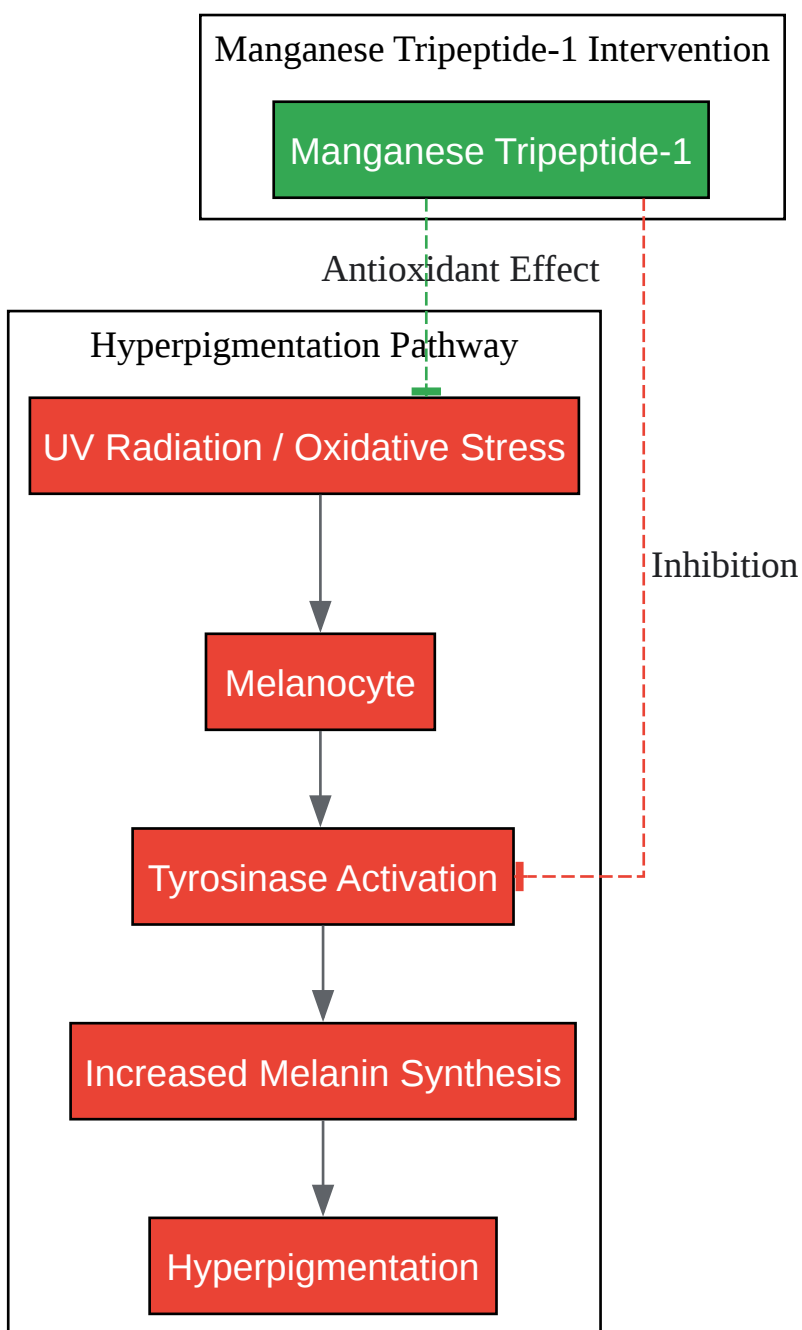 Manganese Tripeptide-1 Intervention
Manganese Tripeptide-1
Antioxidant Effect
Hyperpigmentation Pathway
UV Radiation / Oxidative Stress
Inhibition
Melanocyte
Tyrosinase Activation
Increased Melanin Synthesis
Hyperpigmentation